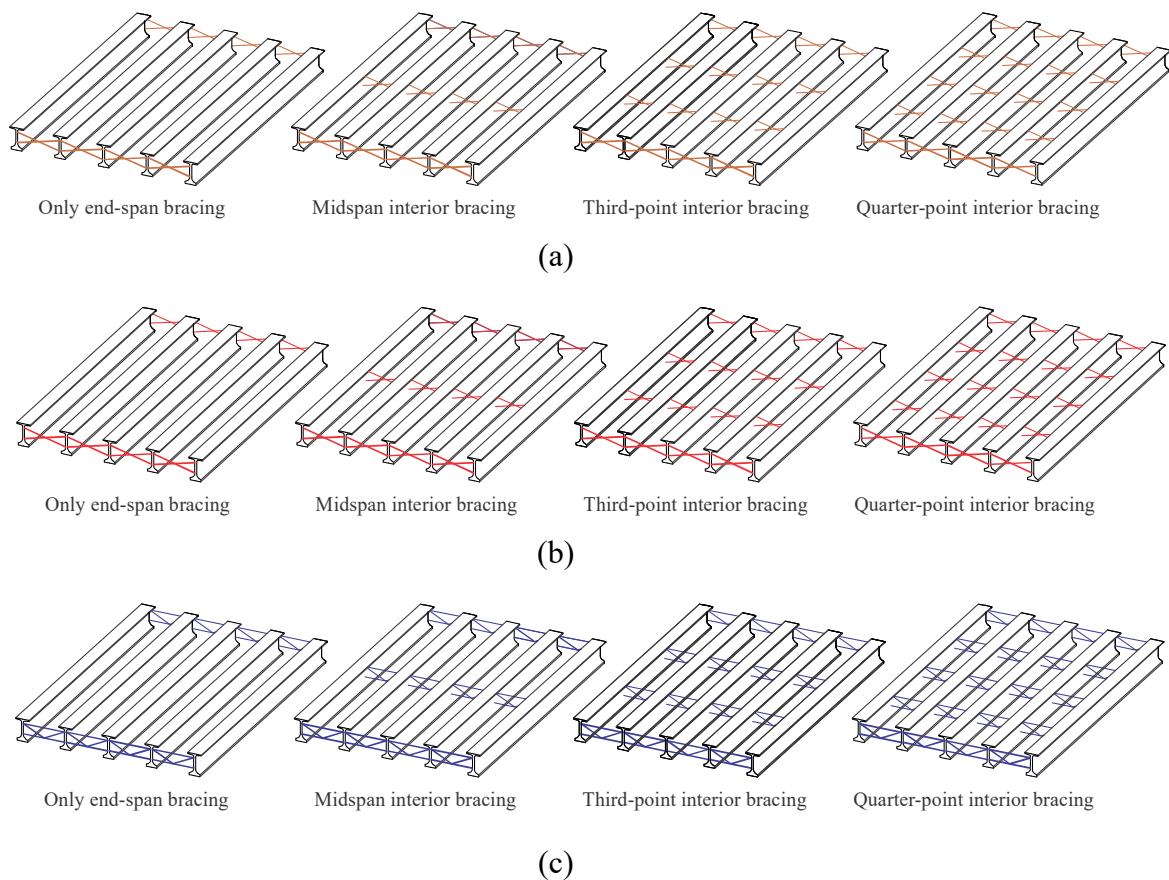 Only end-span bracing
Midspan interior bracing
Third-point interior bracing
Quarter-point interior bracing
(a)
Only end-span bracing
Midspan interior bracing
Third-point interior bracing
Quarter-point interior bracing
(b)
Only end-span bracing
Midspan interior bracing
Third-point interior bracing
Quarter-point interior bracing
(c)